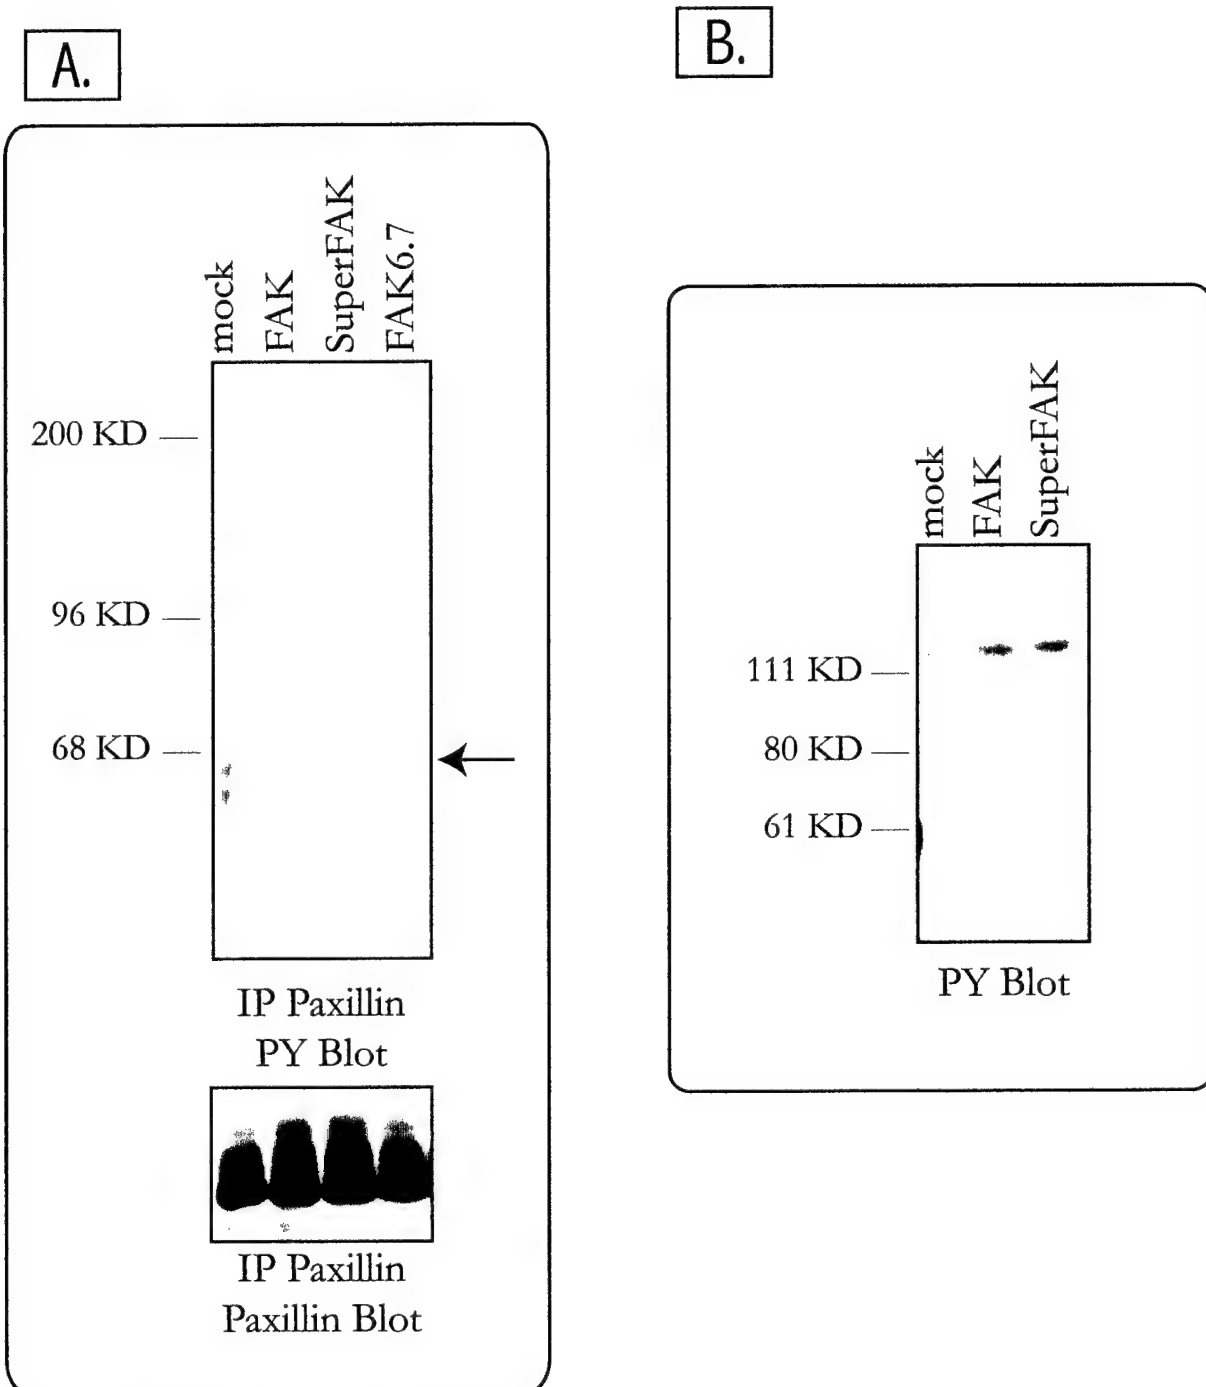 A.
mock
FAK
SuperFAK
FAK6.7
200 KD
96 KD
68 KD
IP Paxillin
PY Blot
IP Paxillin
Paxillin Blot
B.
mock
FAK
SuperFAK
111 KD
80 KD
61 KD
PY Blot